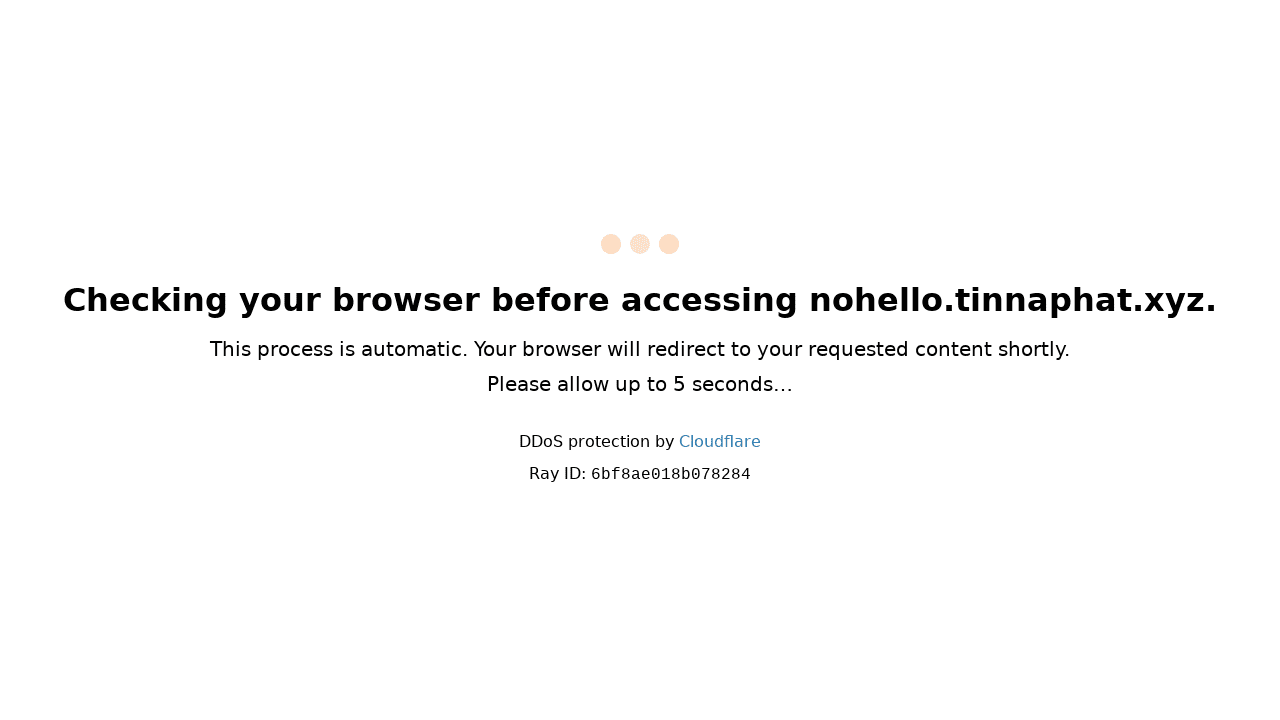 Checking your browser before accessing nohello.tinnaphat.xyz.
This process is automatic. Your browser will redirect to your requested content shortly.
Please allow up to 5 seconds…
DDoS protection by Cloudflare
Ray ID: 6bf8ae018b078284